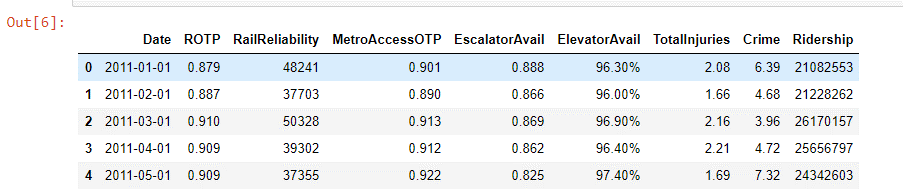 Out[6]:
Date ROTP RailReliability MetroAccessOTP EscalatorAvail ElevatorAvail TotalInjuries Crime Ridership
0 2011-01-01 0.879 48241 0.901 0.888 96.30% 2.08 6.39 21082553
1 2011-02-01 0.887 37703 0.890 0.866 96.00% 1.66 4.68 21228262
2 2011-03-01 0.910 50328 0.913 0.869 96.90% 2.16 3.96 26170157
3 2011-04-01 0.909 39302 0.912 0.862 96.40% 2.21 4.72 25656797
4 2011-05-01 0.909 37355 0.922 0.825 97.40% 1.69 7.32 24342603